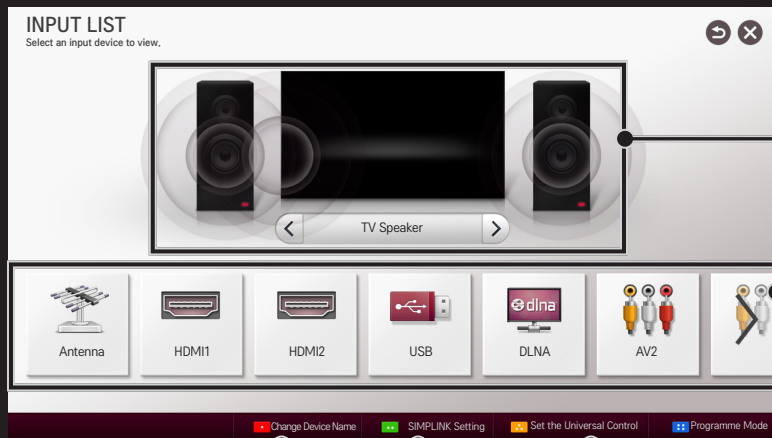 INPUT LIST
Select an input device to view.
TV Speaker
dlna
Antenna
HDMI1
HDMI2
USB
DLNA
AV2
Change Device Name
SIMPLINK Setting
Set the Universal Control
Programme Mode